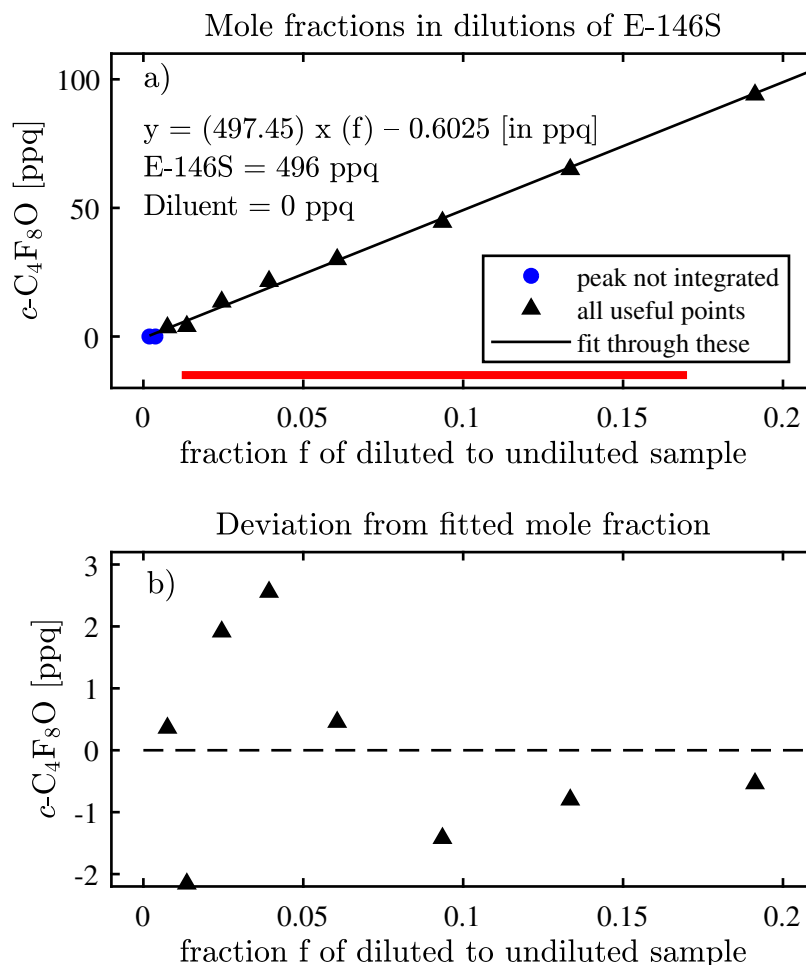 Mole fractions in dilutions of E-146S
a)
y = (497.45) x (f) – 0.6025 [in ppq]
E-146S = 496 ppq
Diluent = 0 ppq
c-C₄F₈O [ppq]
100
50
0
peak not integrated
all useful points
fit through these
0 0.05 0.1 0.15 0.2
fraction f of diluted to undiluted sample
Deviation from fitted mole fraction
b)
c-C₄F₈O [ppq]
3
2
1
0
-1
-2
0 0.05 0.1 0.15 0.2
fraction f of diluted to undiluted sample